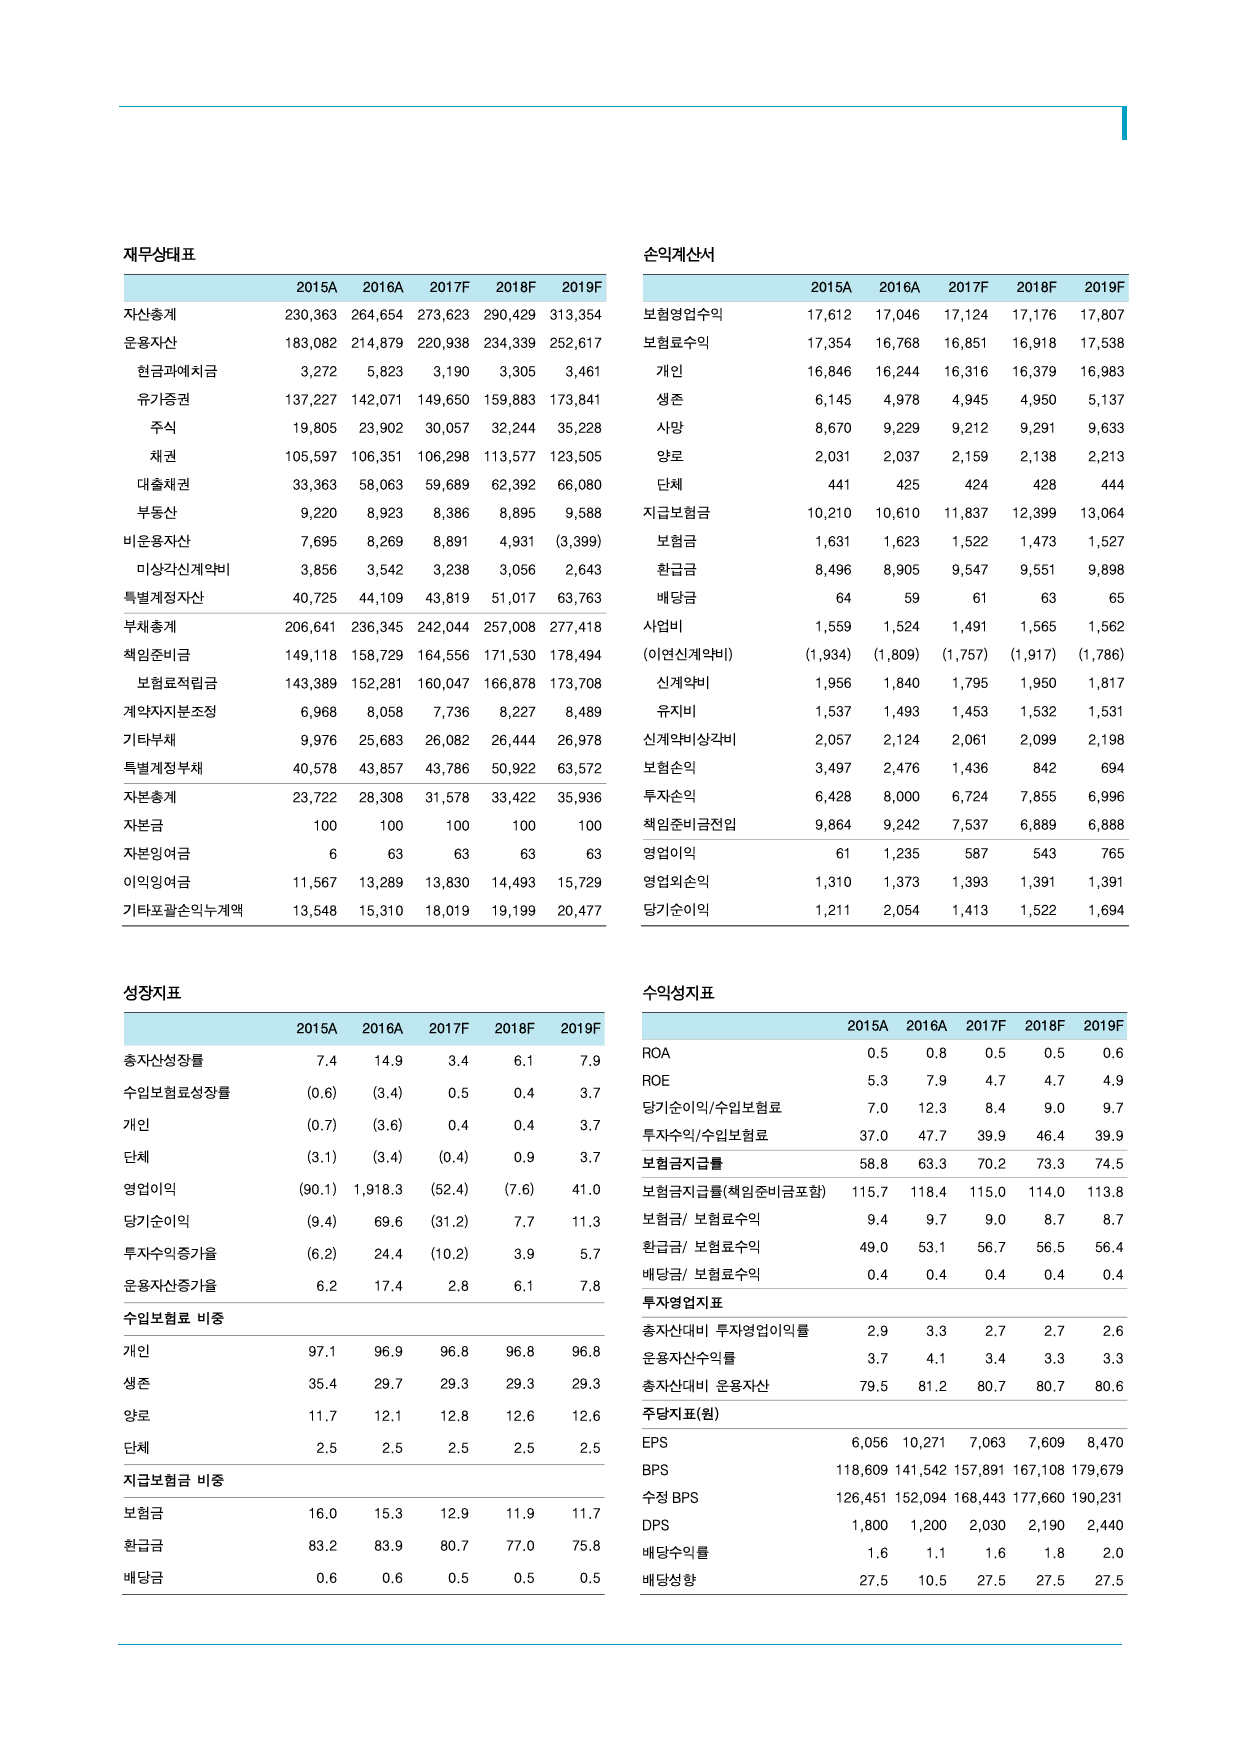 재무상태표
2015A 2016A 2017F 2018F 2019F
자산총계 230,363 264,654 273,623 290,429 313,354
운용자산 183,082 214,879 220,938 234,339 252,617
현금과예치금 3,272 5,823 3,190 3,305 3,461
유가증권 137,227 142,071 149,650 159,883 173,841
주식 19,805 23,902 30,057 32,244 35,228
채권 105,597 106,351 106,298 113,577 123,505
대출채권 33,363 58,063 59,689 62,392 66,080
부동산 9,220 8,923 8,386 8,895 9,588
비운용자산 7,695 8,269 8,891 4,931 (3,399)
미상각신계약비 3,856 3,542 3,238 3,056 2,643
특별계정자산 40,725 44,109 43,819 51,017 63,763
부채총계 206,641 236,345 242,044 257,008 277,418
책임준비금 149,118 158,729 164,556 171,530 178,494
보험료적립금 143,389 152,281 160,047 166,878 173,708
계약자지분조정 6,968 8,058 7,736 8,227 8,489
기타부채 9,976 25,683 26,082 26,444 26,978
특별계정부채 40,578 43,857 43,786 50,922 63,572
자본총계 23,722 28,308 31,578 33,422 35,936
자본금 100 100 100 100 100
자본잉여금 6 63 63 63 63
이익잉여금 11,567 13,289 13,830 14,493 15,729
기타포괄손익누계액 13,548 15,310 18,019 19,199 20,477
손익계산서
2015A 2016A 2017F 2018F 2019F
보험영업수익 17,612 17,046 17,124 17,176 17,807
보험료수익 17,354 16,768 16,851 16,918 17,538
개인 16,846 16,244 16,316 16,379 16,983
생존 6,145 4,978 4,945 4,950 5,137
사망 8,670 9,229 9,212 9,291 9,633
양로 2,031 2,037 2,159 2,138 2,213
단체 441 425 424 428 444
지급보험금 10,210 10,610 11,837 12,399 13,064
보험금 1,631 1,623 1,522 1,473 1,527
환급금 8,496 8,905 9,547 9,551 9,898
배당금 64 59 61 63 65
사업비 1,559 1,524 1,491 1,565 1,562
(이연신계약비) (1,934) (1,809) (1,757) (1,917) (1,786)
신계약비 1,956 1,840 1,795 1,950 1,817
유지비 1,537 1,493 1,453 1,532 1,531
신계약비상각비 2,057 2,124 2,061 2,099 2,198
보험손익 3,497 2,476 1,436 842 694
투자손익 6,428 8,000 6,724 7,855 6,996
책임준비금전입 9,864 9,242 7,537 6,889 6,888
영업이익 61 1,235 587 543 765
영업외손익 1,310 1,373 1,393 1,391 1,391
당기순이익 1,211 2,054 1,413 1,522 1,694
성장지표
2015A 2016A 2017F 2018F 2019F
총자산성장률 7.4 14.9 3.4 6.1 7.9
수입보험료성장률 (0.6) (3.4) 0.5 0.4 3.7
개인 (0.7) (3.6) 0.4 0.4 3.7
단체 (3.1) (3.4) (0.4) 0.9 3.7
영업이익 (90.1) 1,918.3 (52.4) (7.6) 41.0
당기순이익 (9.4) 69.6 (31.2) 7.7 11.3
투자수익증가율 (6.2) 24.4 (10.2) 3.9 5.7
운용자산증가율 6.2 17.4 2.8 6.1 7.8
수입보험료 비중
개인 97.1 96.9 96.8 96.8 96.8
생존 35.4 29.7 29.3 29.3 29.3
양로 11.7 12.1 12.8 12.6 12.6
단체 2.5 2.5 2.5 2.5 2.5
지급보험금 비중
보험금 16.0 15.3 12.9 11.9 11.7
환급금 83.2 83.9 80.7 77.0 75.8
배당금 0.6 0.6 0.5 0.5 0.5
수익성지표
2015A 2016A 2017F 2018F 2019F
ROA 0.5 0.8 0.5 0.5 0.6
ROE 5.3 7.9 4.7 4.7 4.9
당기순이익/수입보험료 7.0 12.3 8.4 9.0 9.7
투자수익/수입보험료 37.0 47.7 39.9 46.4 39.9
보험금지급률 58.8 63.3 70.2 73.3 74.5
보험금지급률(책임준비금포함) 115.7 118.4 115.0 114.0 113.8
보험금/ 보험료수익 9.4 9.7 9.0 8.7 8.7
환급금/ 보험료수익 49.0 53.1 56.7 56.5 56.4
배당금/ 보험료수익 0.4 0.4 0.4 0.4 0.4
투자영업지표
총자산대비 투자영업이익률 2.9 3.3 2.7 2.7 2.6
운용자산수익률 3.7 4.1 3.4 3.3 3.3
총자산대비 운용자산 79.5 81.2 80.7 80.7 80.6
주당지표(원)
EPS 6,056 10,271 7,063 7,609 8,470
BPS 118,609 141,542 157,891 167,108 179,679
수정 BPS 126,451 152,094 168,443 177,660 190,231
DPS 1,800 1,200 2,030 2,190 2,440
배당수익률 1.6 1.1 1.6 1.8 2.0
배당성향 27.5 10.5 27.5 27.5 27.5